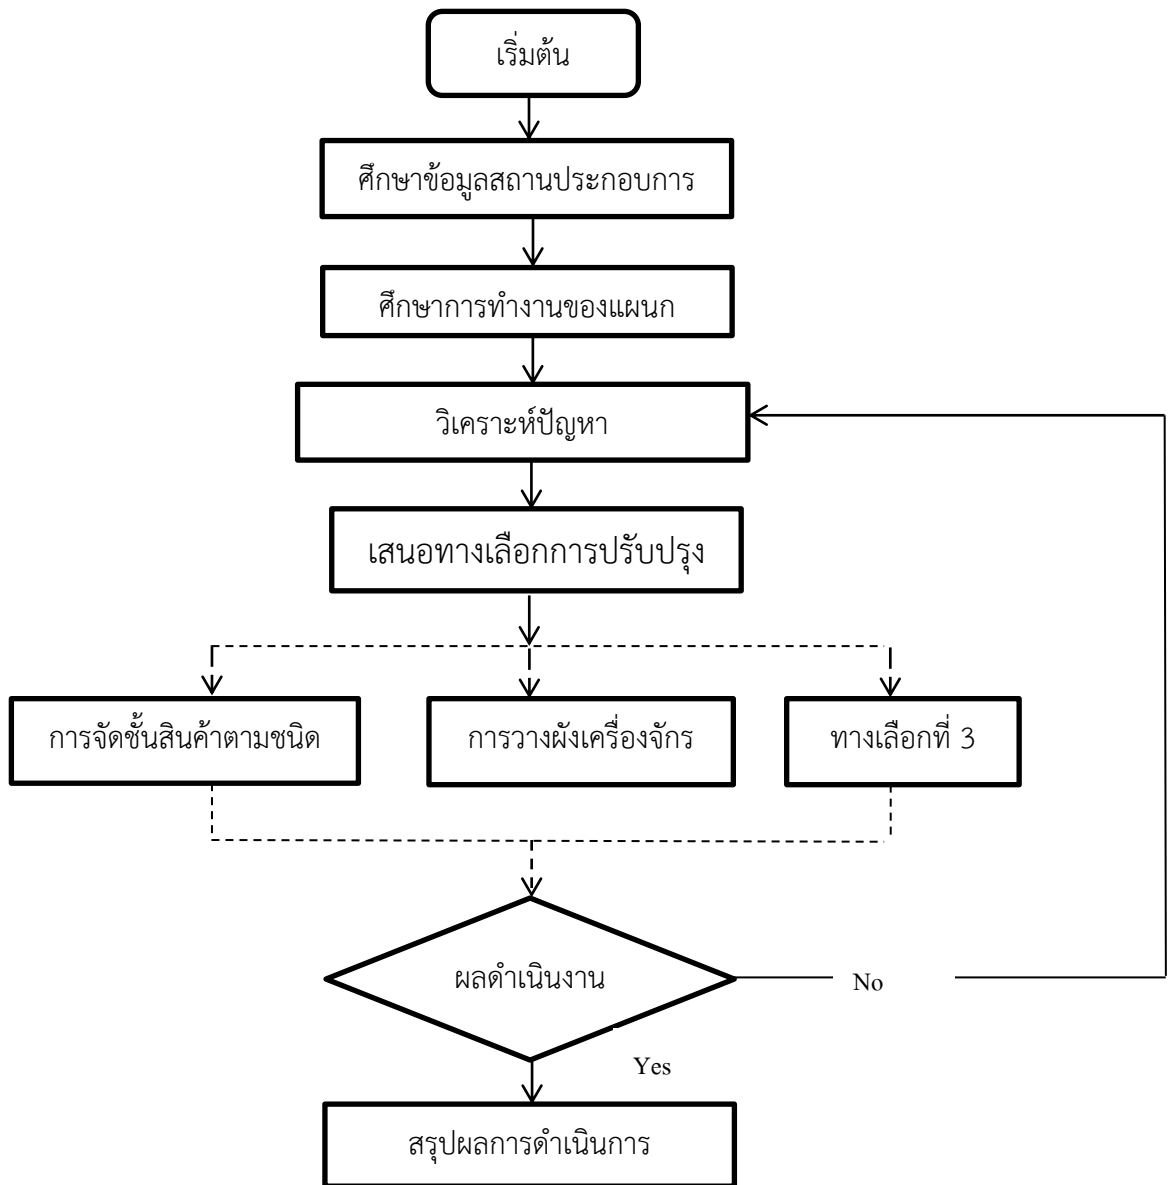 เริ่มต้น
ศึกษาข้อมูลสถานประกอบการ
ศึกษาการทำงานของแผนก
วิเคราะห์ปัญหา
เสนอทางเลือกการปรับปรุง
การจัดชั้นสินค้าตามชนิด
การวางผังเครื่องจักร
ทางเลือกที่ 3
ผลดำเนินงาน
No
Yes
สรุปผลการดำเนินการ